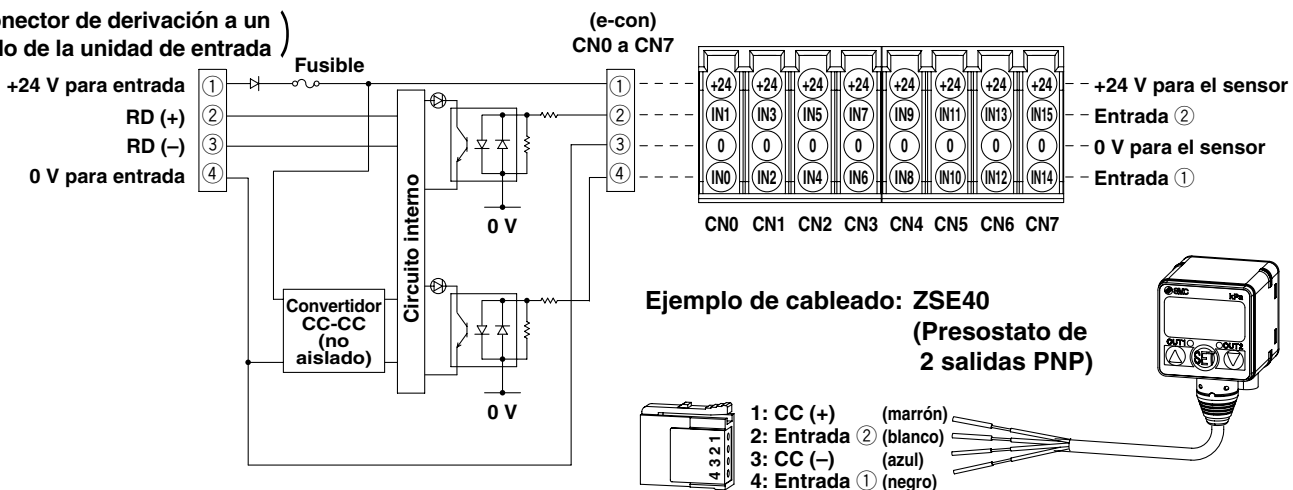 onector de derivación a un
do de la unidad de entrada )
+24 V para entrada ①
RD (+) ②
RD (–) ③
0 V para entrada ④
Fusible
Circuito interno
Convertidor
CC-CC
(no
aislado)
0 V
0 V
(e-con)
CN0 a CN7
①
②
③
④
+24 +24 +24 +24 +24 +24 +24 +24
IN1 IN3 IN5 IN7 IN9 IN11 IN13 IN15
0 0 0 0 0 0 0 0
IN0 IN2 IN4 IN6 IN8 IN10 IN12 IN14
CN0 CN1 CN2 CN3 CN4 CN5 CN6 CN7
+24 V para el sensor
Entrada ②
0 V para el sensor
Entrada ①
Ejemplo de cableado: ZSE40
(Presostato de
2 salidas PNP)
SMC kPa
OUT1 OUT2
SET
4 3 2 1
1: CC (+) (marrón)
2: Entrada ② (blanco)
3: CC (–) (azul)
4: Entrada ① (negro)